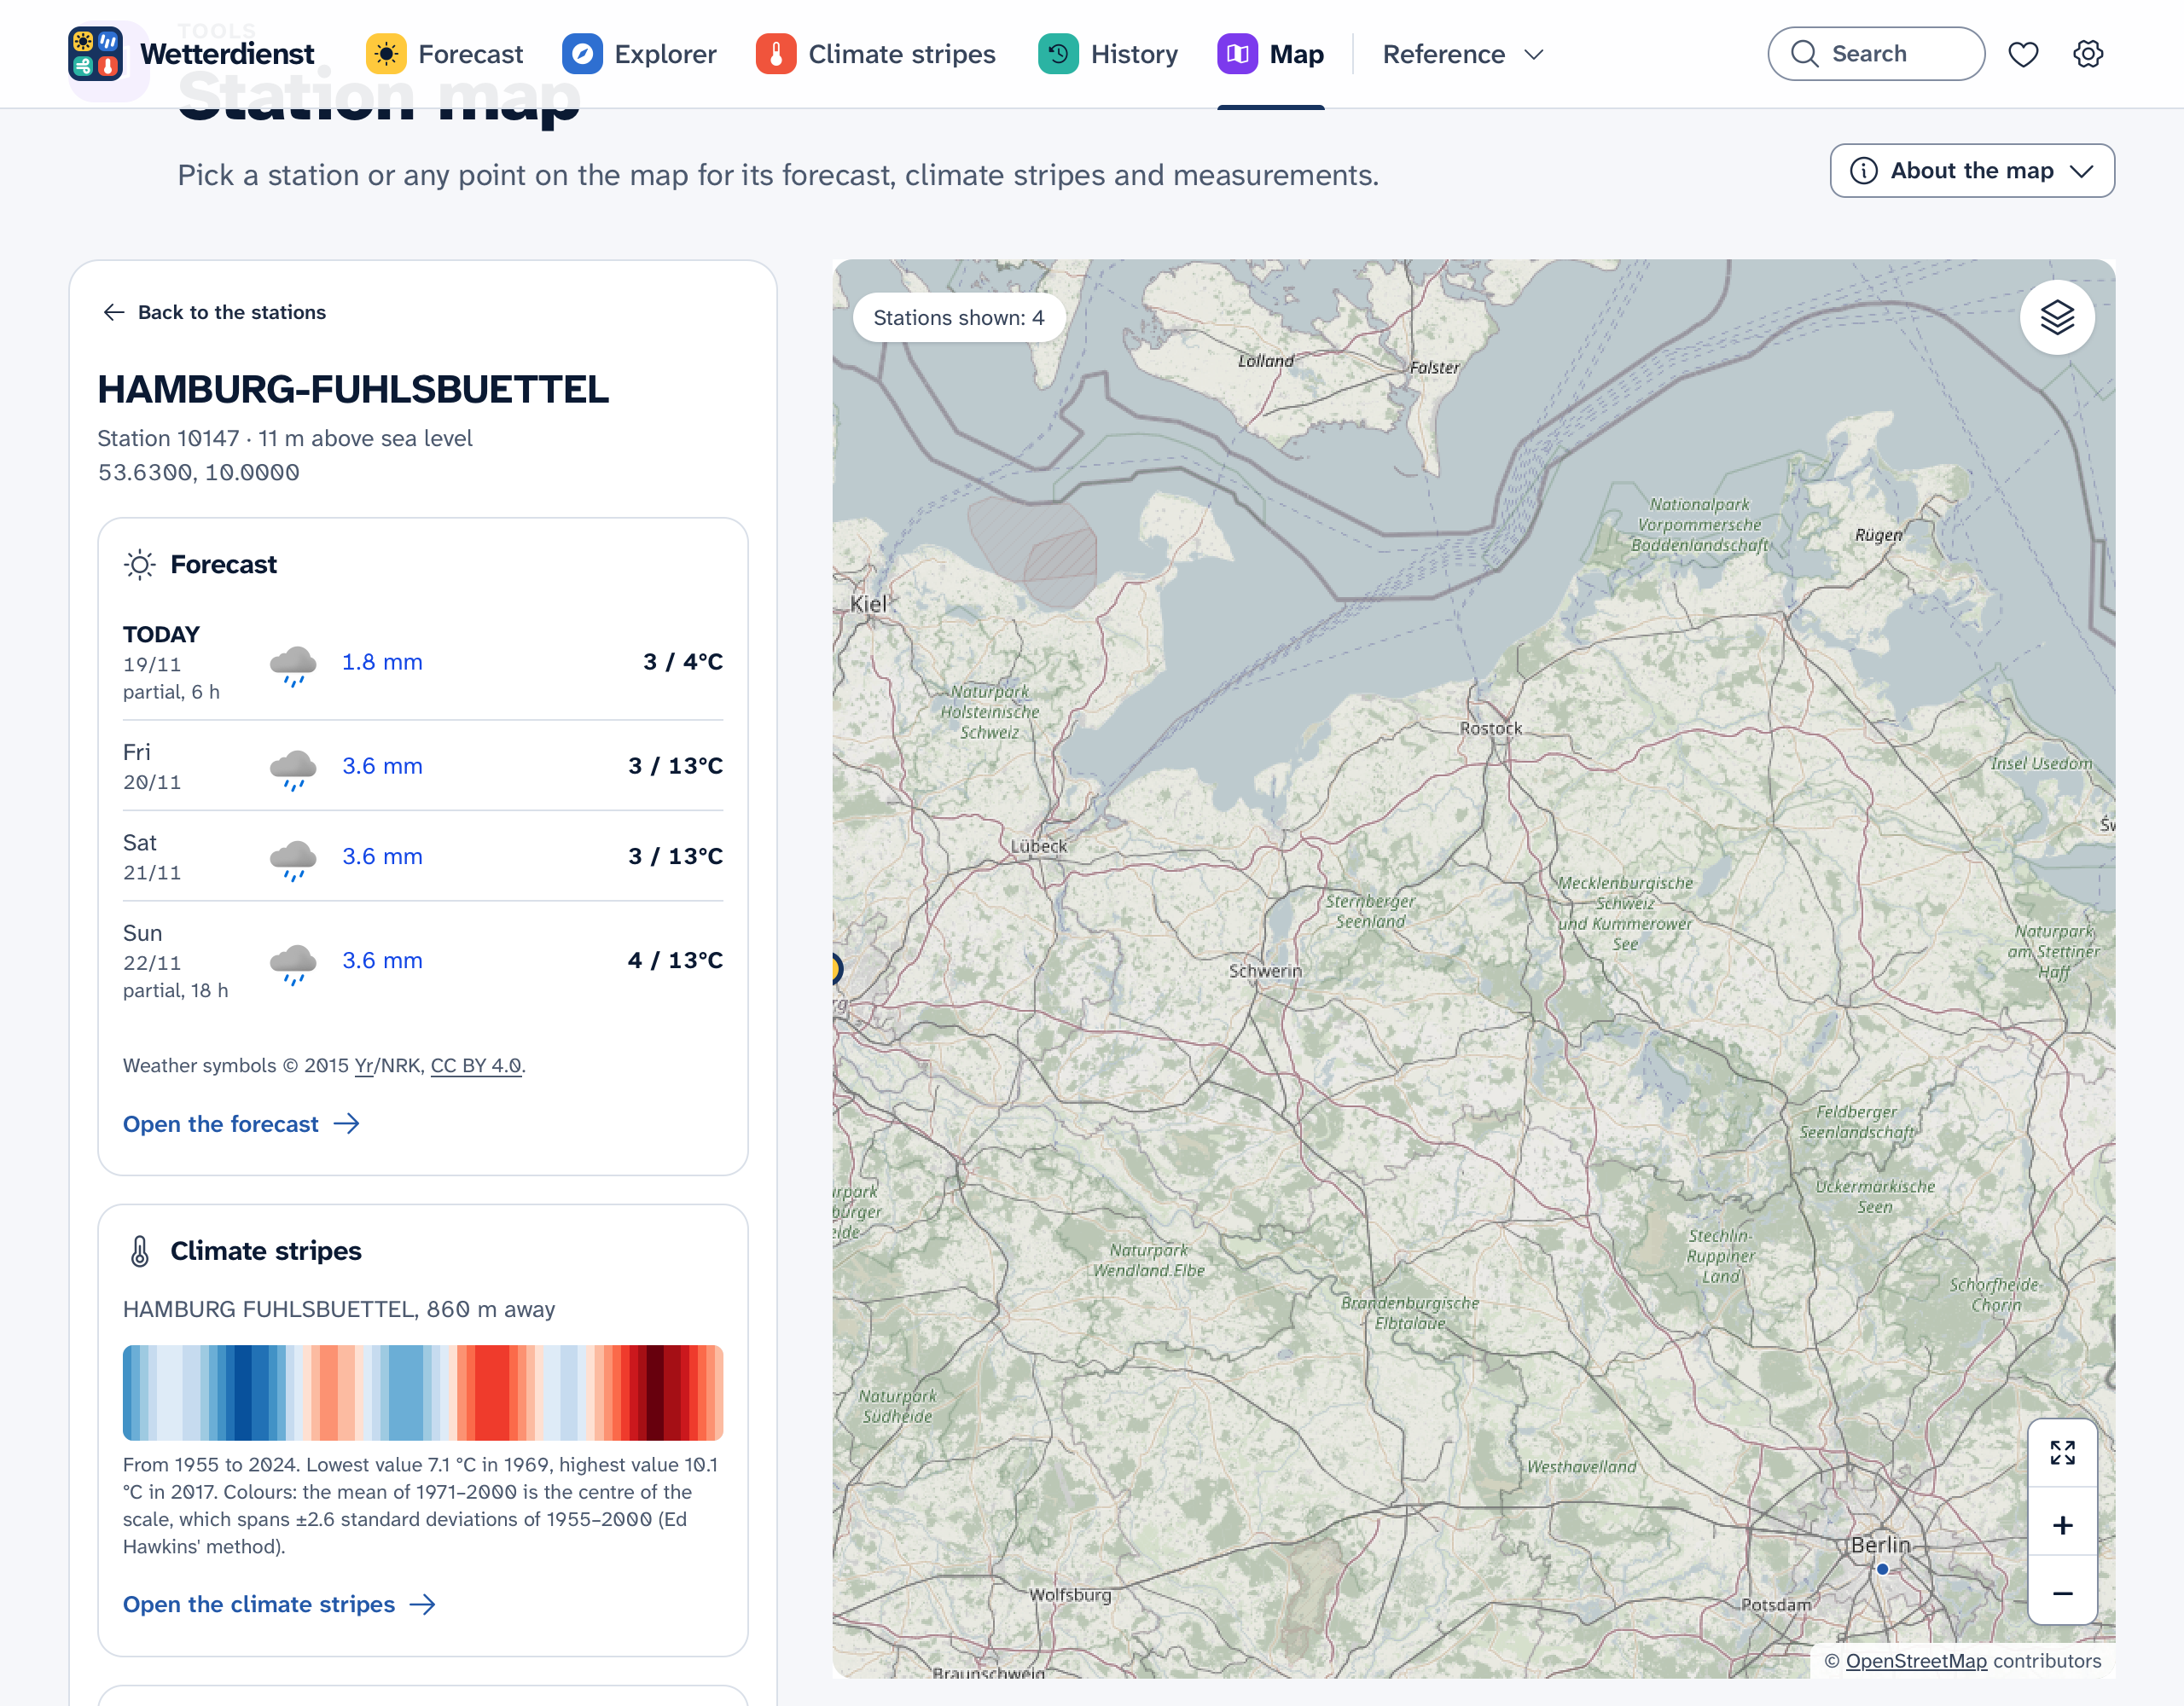 TOOLS
Wetterdienst
Forecast
Explorer
Climate stripes
History
Map
Reference
Search
Station map
Pick a station or any point on the map for its forecast, climate stripes and measurements.
About the map
Back to the stations
HAMBURG-FUHLSBUETTEL
Station 10147 · 11 m above sea level
53.6300, 10.0000
Forecast
TODAY
19/11
partial, 6 h
1.8 mm
3 / 4°C
Fri
20/11
3.6 mm
3 / 13°C
Sat
21/11
3.6 mm
3 / 13°C
Sun
22/11
partial, 18 h
3.6 mm
4 / 13°C
Weather symbols © 2015 Yr/NRK, CC BY 4.0.
Open the forecast
Climate stripes
HAMBURG FUHLSBUETTEL, 860 m away
From 1955 to 2024. Lowest value 7.1 °C in 1969, highest value 10.1
°C in 2017. Colours: the mean of 1971–2000 is the centre of the
scale, which spans ±2.6 standard deviations of 1955–2000 (Ed
Hawkins' method).
Open the climate stripes
Stations shown: 4
Lolland
Falster
Nationalpark
Vorpommersche
Boddenlandschaft
Rügen
Kiel
Naturpark
Holsteinische
Schweiz
Rostock
Insel Usedom
Lübeck
Mecklenburgische
Schweiz
und Kummerower
See
Sternberger
Seenland
Naturpark
am Stettiner
Haff
Schwerin
Feldberger
Seenlandschaft
Uckermärkische
Seen
Stechlin-
Ruppiner
Land
Naturpark
Wendland.Elbe
Schorfheide
Chorin
Brandenburgische
Elbtalaue
Naturpark
Südheide
Westhavelland
Berlin
Wolfsburg
Potsdam
Braunschweig
© OpenStreetMap contributors